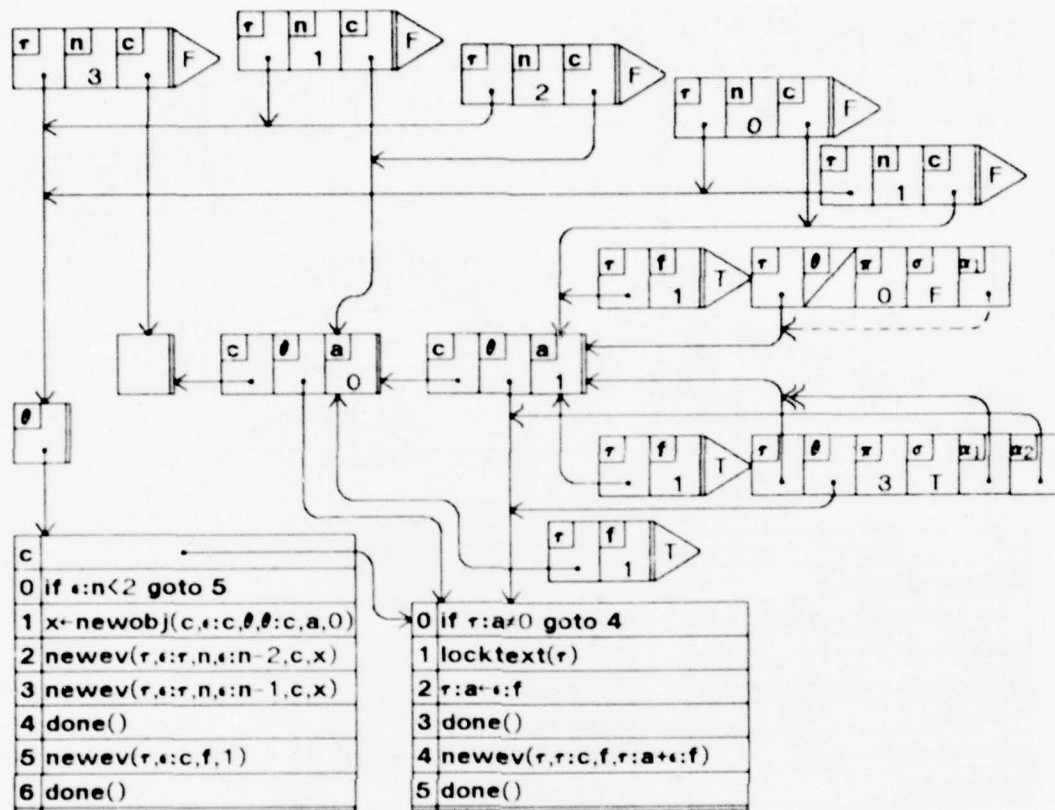 τ n c
3
F
τ n c
1
F
τ n c
2
F
τ n c
0
F
τ n c
1
F
τ f
1
T
τ θ π σ α1
0 F
c θ a
0
c θ a
1
θ
τ f
1
T
τ θ π σ α1 α2
3 T
τ f
1
T
c
0 if ε:n<2 goto 5
1 x←newobj(c,ε:c,θ,θ:c,a,0)
2 newev(τ,ε:τ,n,ε:n-2,c,x)
3 newev(τ,ε:τ,n,ε:n-1,c,x)
4 done()
5 newev(τ,ε:c,f,1)
6 done()
0 if τ:a≠0 goto 4
1 locktext(τ)
2 τ:a←ε:f
3 done()
4 newev(τ,τ:c,f,τ:a+ε:f)
5 done()